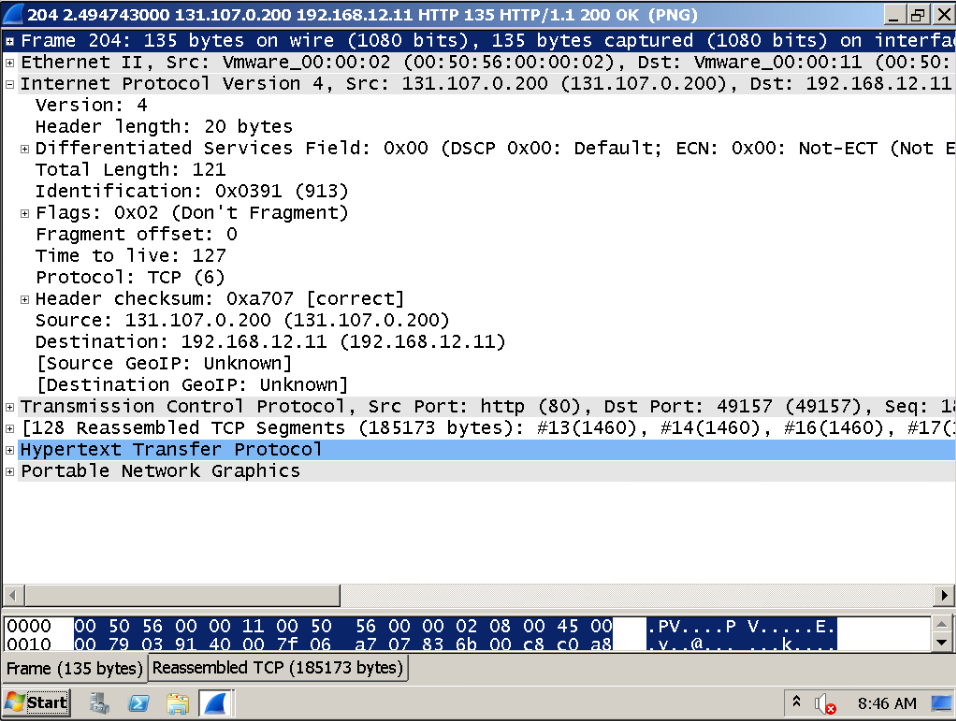 204 2.494743000 131.107.0.200 192.168.12.11 HTTP 135 HTTP/1.1 200 OK (PNG)
Frame 204: 135 bytes on wire (1080 bits), 135 bytes captured (1080 bits) on interfa
Ethernet II, Src: Vmware_00:00:02 (00:50:56:00:00:02), Dst: Vmware_00:00:11 (00:50:
Internet Protocol Version 4, Src: 131.107.0.200 (131.107.0.200), Dst: 192.168.12.11
Version: 4
Header length: 20 bytes
Differentiated Services Field: 0x00 (DSCP 0x00: Default; ECN: 0x00: Not-ECT (Not E
Total Length: 121
Identification: 0x0391 (913)
Flags: 0x02 (Don't Fragment)
Fragment offset: 0
Time to live: 127
Protocol: TCP (6)
Header checksum: 0xa707 [correct]
Source: 131.107.0.200 (131.107.0.200)
Destination: 192.168.12.11 (192.168.12.11)
[Source GeoIP: Unknown]
[Destination GeoIP: Unknown]
Transmission Control Protocol, Src Port: http (80), Dst Port: 49157 (49157), Seq: 18
[128 Reassembled TCP Segments (185173 bytes): #13(1460), #14(1460), #16(1460), #17(1
Hypertext Transfer Protocol
Portable Network Graphics
0000 00 50 56 00 00 11 00 50 56 00 00 02 08 00 45 00 .PV....P V.....E.
0010 00 79 03 91 40 00 7f 06 a7 07 83 6b 00 c8 c0 a8 .y..@... ...k....
Frame (135 bytes) Reassembled TCP (185173 bytes)
Start 8:46 AM